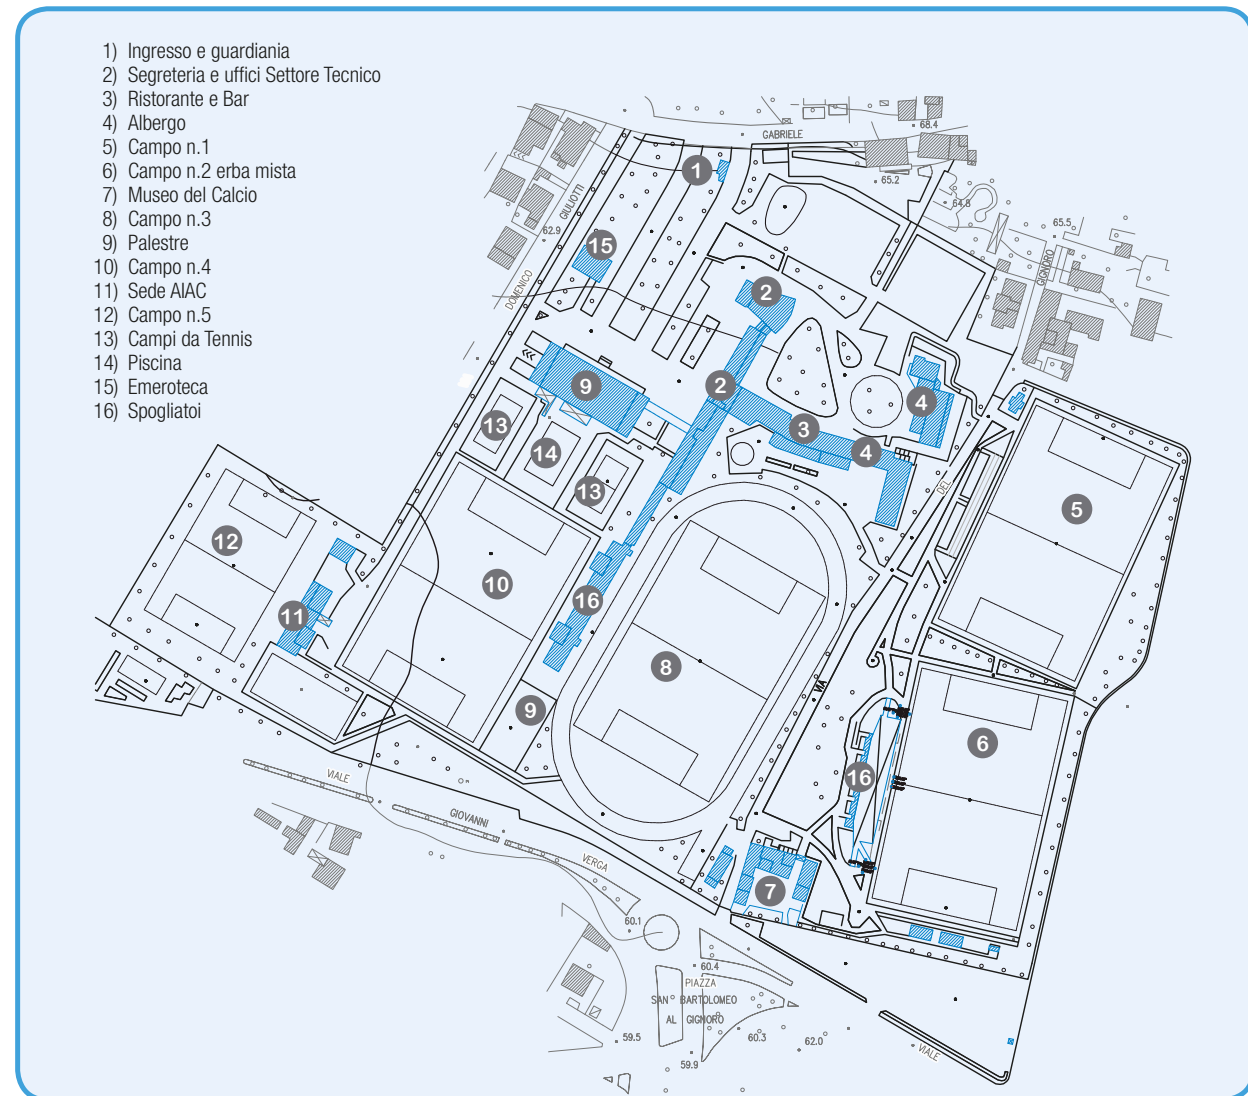 1) Ingresso e guardiania
2) Segreteria e uffici Settore Tecnico
3) Ristorante e Bar
4) Albergo
5) Campo n.1
6) Campo n.2 erba mista
7) Museo del Calcio
8) Campo n.3
9) Palestre
10) Campo n.4
11) Sede AIAC
12) Campo n.5
13) Campi da Tennis
14) Piscina
15) Emeroteca
16) Spogliatoi
68.4
GABRIELE
1
65.2
64.8
GIULIOTTI
65.5
62.9
15
GIGNORO
DOMENICO
2
9
2
4
13
3
14
4
13
DEL
5
12
10
16
11
8
VIA
9
6
16
VIALE
GIOVANNI
VERGA
7
60.1
60.4
PIAZZA
SAN BARTOLOMEO
AL GIGNORO
59.5
60.3
62.0
59.9
VIALE